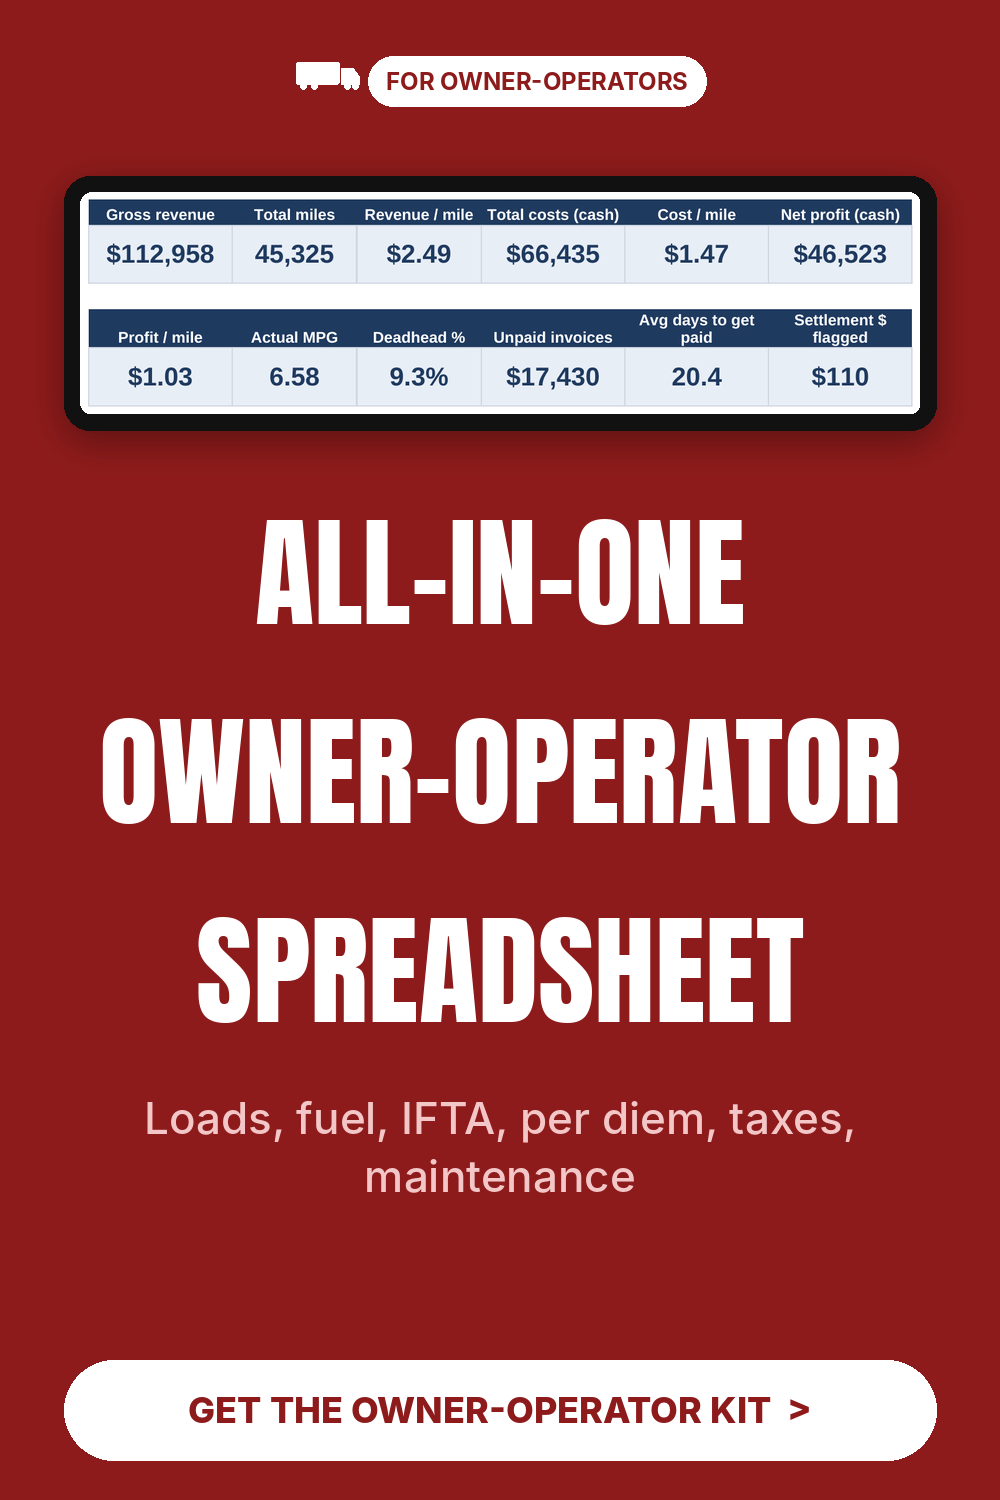 FOR OWNER-OPERATORS
Gross revenue Total miles Revenue / mile Total costs (cash) Cost / mile Net profit (cash)
$112,958 45,325 $2.49 $66,435 $1.47 $46,523
Profit / mile Actual MPG Deadhead % Unpaid invoices Avg days to get paid Settlement $ flagged
$1.03 6.58 9.3% $17,430 20.4 $110
ALL-IN-ONE
OWNER-OPERATOR
SPREADSHEET
Loads, fuel, IFTA, per diem, taxes,
maintenance
GET THE OWNER-OPERATOR KIT >